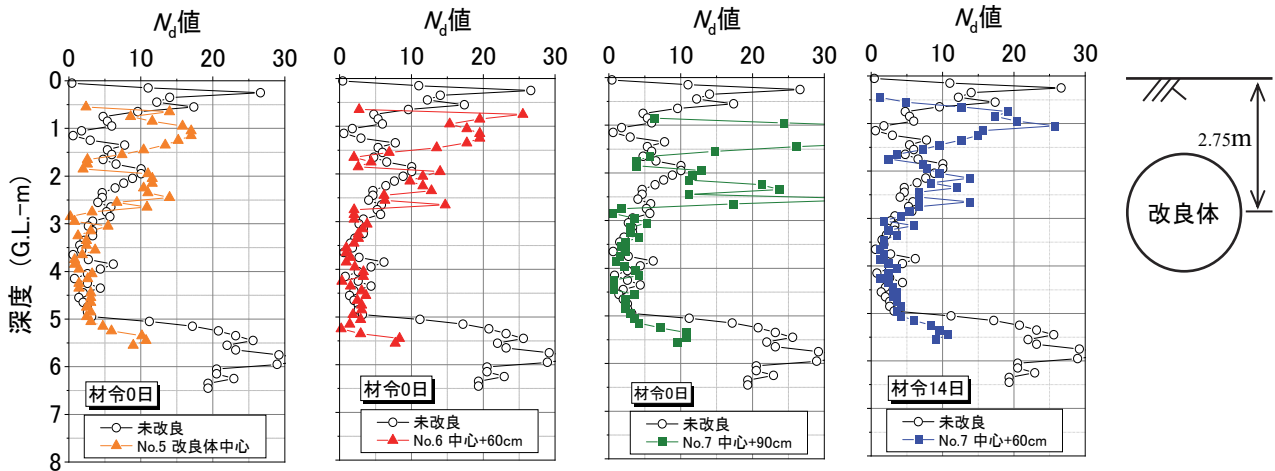 Nd値
0 10 20 30
深度 (G.L.-m)
0
1
2
3
4
5
6
7
8
材令0日
未改良
No.5 改良体中心
Nd値
0 10 20 30
材令0日
未改良
No.6 中心+60cm
Nd値
0 10 20 30
材令0日
未改良
No.7 中心+90cm
Nd値
0 10 20 30
材令14日
未改良
No.7 中心+60cm
2.75m
改良体